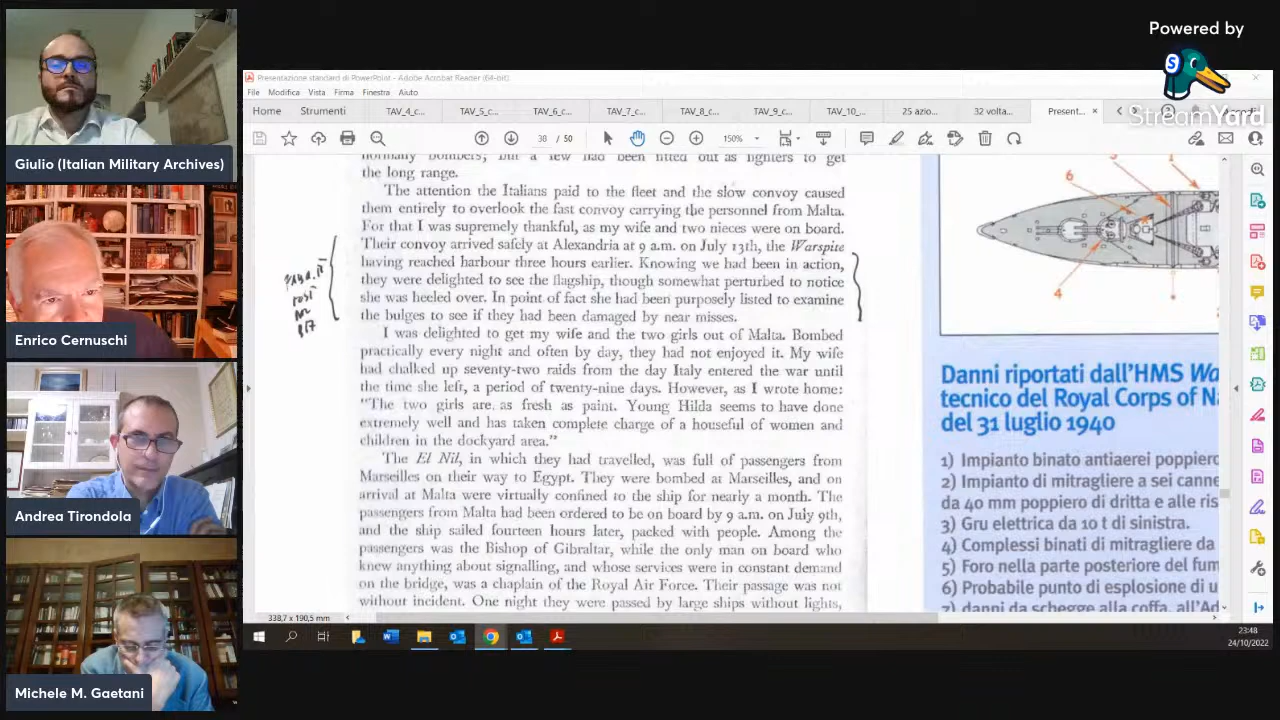 Powered by
StreamYard
Giulio (Italian Military Archives)
Enrico Cernuschi
Andrea Tirondola
Michele M. Gaetani
Presentazione standard di PowerPoint - Adobe Acrobat Reader (64-bit)
File Modifica Vista Firma Finestra Aiuto
Home Strumenti TAV_4_c... TAV_5_c... TAV_6_c... TAV_7_c... TAV_8_c... TAV_9_c... TAV_10_... 25 azio... 32 volta... Present...
38 / 50 150%
normally bombers, but a few had been fitted out as fighters to get
the long range.
The attention the Italians paid to the fleet and the slow convoy caused
them entirely to overlook the fast convoy carrying the personnel from Malta.
For that I was supremely thankful, as my wife and two nieces were on board.
Their convoy arrived safely at Alexandria at 9 a.m. on July 13th, the Warspite
having reached harbour three hours earlier. Knowing we had been in action,
they were delighted to see the flagship, though somewhat perturbed to notice
she was heeled over. In point of fact she had been purposely listed to examine
the bulges to see if they had been damaged by near misses.
I was delighted to get my wife and the two girls out of Malta. Bombed
practically every night and often by day, they had not enjoyed it. My wife
had chalked up seventy-two raids from the day Italy entered the war until
the time she left, a period of twenty-nine days. However, as I wrote home:
"The two girls are as fresh as paint. Young Hilda seems to have done
extremely well and has taken complete charge of a houseful of women and
children in the dockyard area."
The El Nil, in which they had travelled, was full of passengers from
Marseilles on their way to Egypt. They were bombed at Marseilles, and on
arrival at Malta were virtually confined to the ship for nearly a month. The
passengers from Malta had been ordered to be on board by 9 a.m. on July 9th,
and the ship sailed fourteen hours later, packed with people. Among the
passengers was the Bishop of Gibraltar, while the only man on board who
knew anything about signalling, and whose services were in constant demand
on the bridge, was a chaplain of the Royal Air Force. Their passage was not
without incident. One night they were passed by large ships without lights,
6
4
Danni riportati dall'HMS Wa
tecnico del Royal Corps of N
del 31 luglio 1940
1) Impianto binato antiaerei poppiero
2) Impianto di mitragliere a sei canne
da 40 mm poppiero di dritta e alle ris
3) Gru elettrica da 10 t di sinistra.
4) Complessi binati di mitragliere da
5) Foro nella parte posteriore del fum
6) Probabile punto di esplosione di u
7) danni da schegge alla coffa, all'Ad
338,7 x 190,5 mm
23:48
24/10/2022